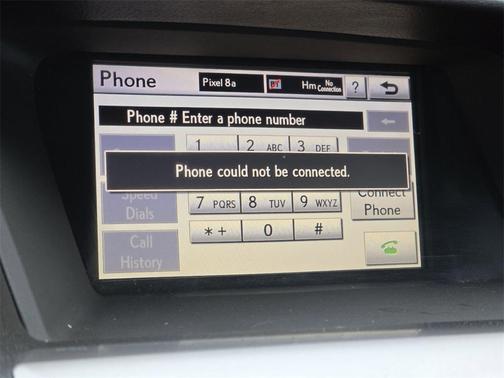 Phone
Pixel 8a
Hm No Connection
?
Phone # Enter a phone number
1
2 ABC
3 DEF
Phone could not be connected.
Speed
Dials
7 PQRS
8 TUV
9 WXYZ
Connect
Phone
*+
0
#
Call
History